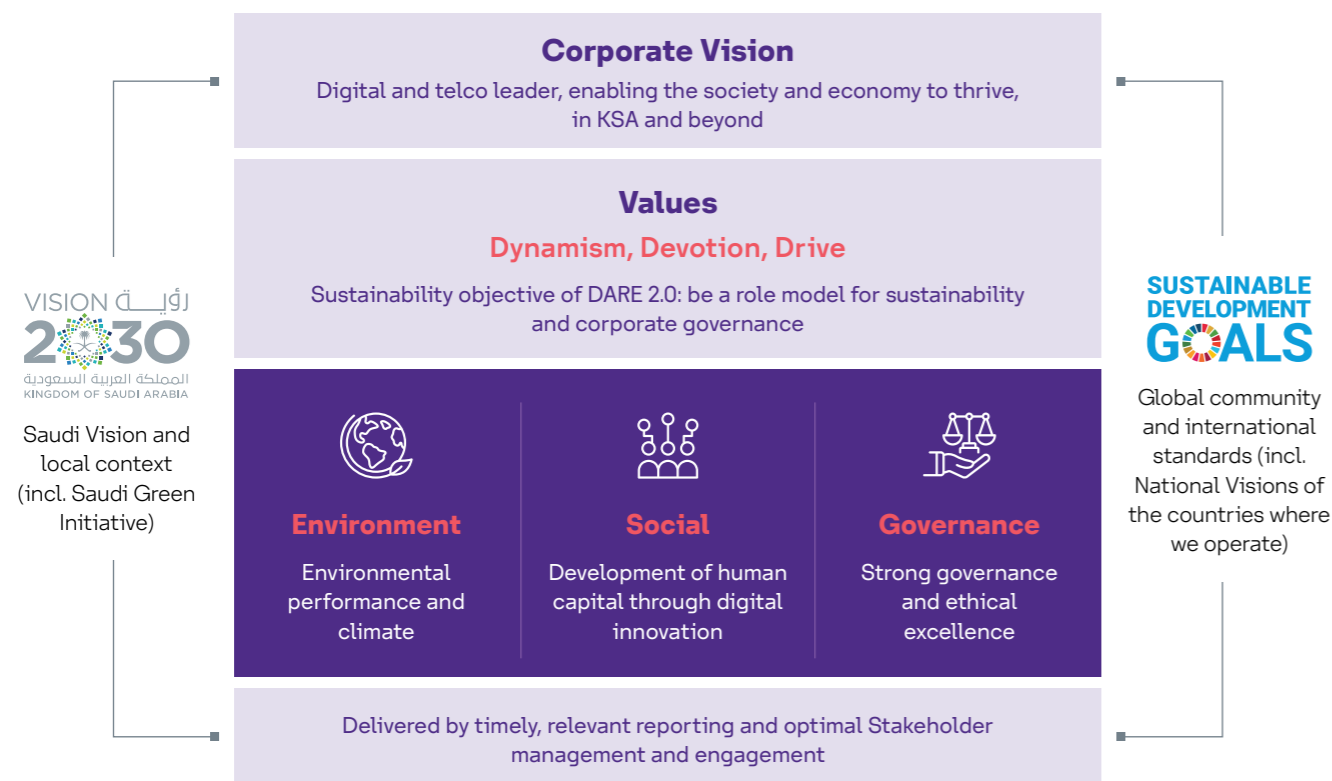 Corporate Vision
Digital and telco leader, enabling the society and economy to thrive,
in KSA and beyond
Values
Dynamism, Devotion, Drive
Sustainability objective of DARE 2.0: be a role model for sustainability
and corporate governance
VISION رؤيـــة
2030
المملكة العربية السعودية
KINGDOM OF SAUDI ARABIA
Saudi Vision and
local context
(incl. Saudi Green
Initiative)
Environment
Environmental
performance and
climate
Social
Development of human
capital through digital
innovation
Governance
Strong governance
and ethical
excellence
SUSTAINABLE
DEVELOPMENT
GOALS
Global community
and international
standards (incl.
National Visions of
the countries where
we operate)
Delivered by timely, relevant reporting and optimal Stakeholder
management and engagement